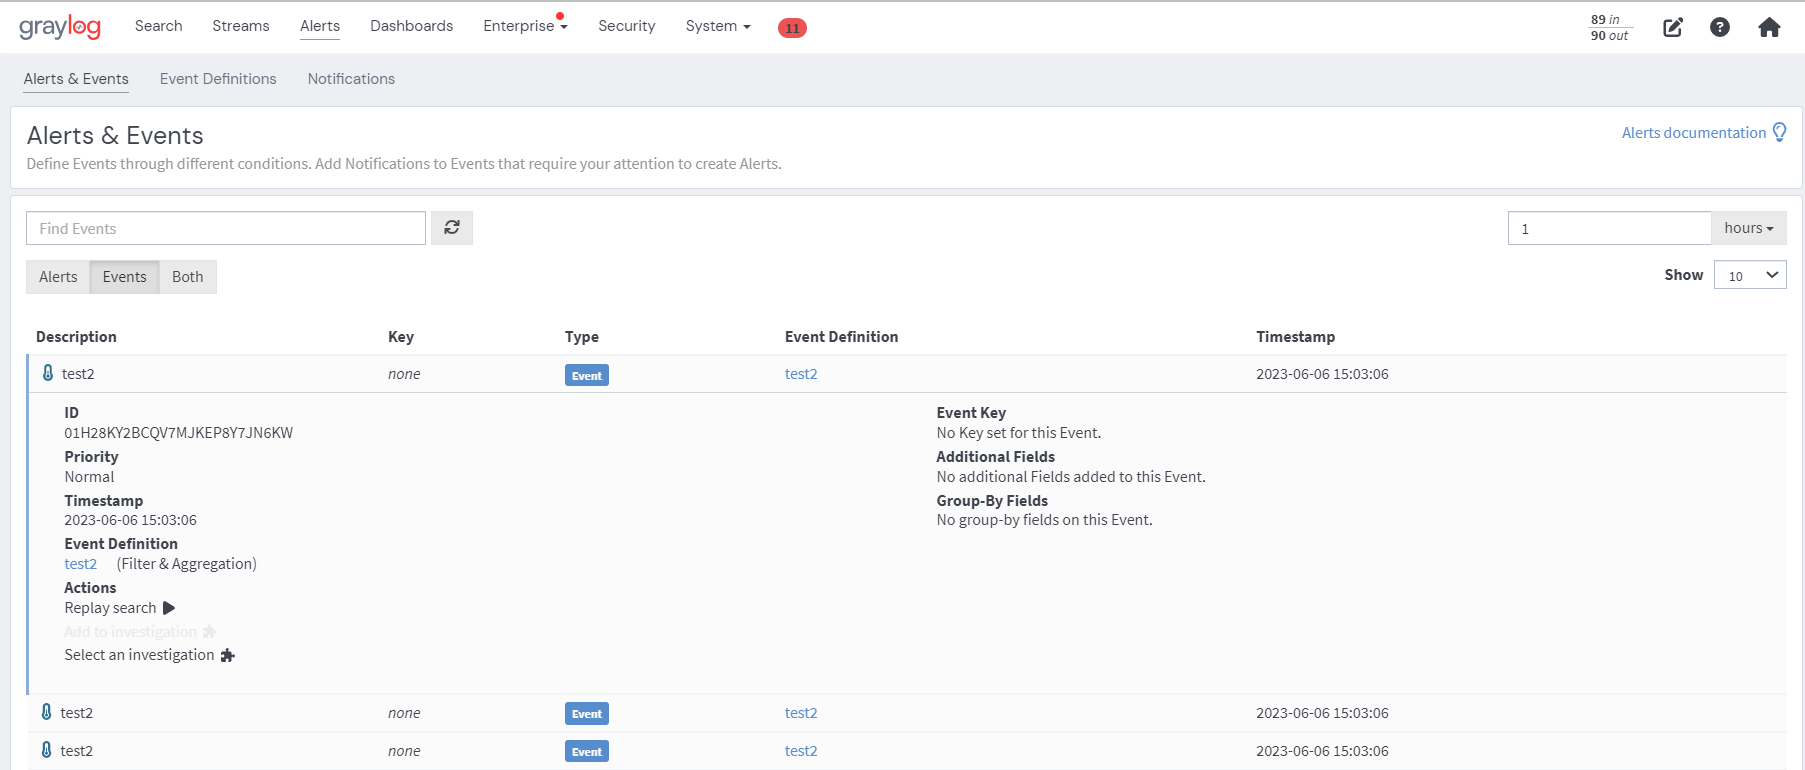 graylog Search Streams Alerts Dashboards Enterprise Security System 11 89 in
90 out
Alerts & Events Event Definitions Notifications
Alerts & Events
Alerts documentation
Define Events through different conditions. Add Notifications to Events that require your attention to create Alerts.
Find Events 1 hours
Alerts Events Both Show 10
Description Key Type Event Definition Timestamp
test2 none Event test2 2023-06-06 15:03:06
ID
01H28KY2BCQV7MJKEP8Y7JN6KW
Priority
Normal
Timestamp
2023-06-06 15:03:06
Event Definition
test2 (Filter & Aggregation)
Actions
Replay search
Add to investigation
Select an investigation
Event Key
No Key set for this Event.
Additional Fields
No additional Fields added to this Event.
Group-By Fields
No group-by fields on this Event.
test2 none Event test2 2023-06-06 15:03:06
test2 none Event test2 2023-06-06 15:03:06